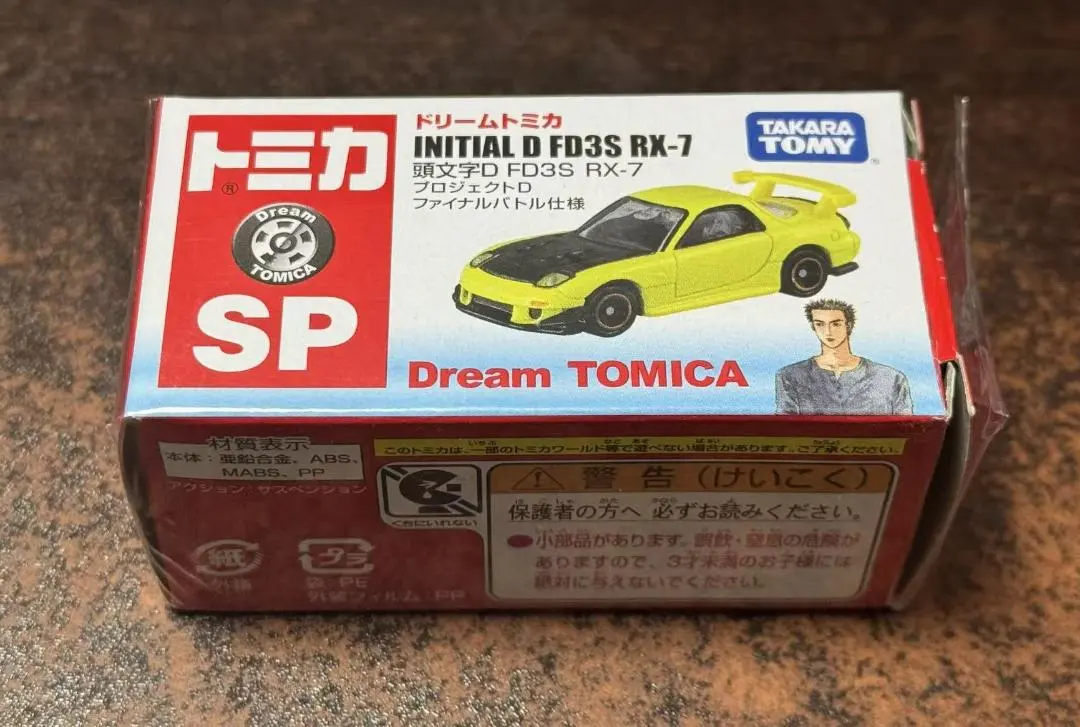 トミカ
®
Dream
TOMICA
SP
ドリームトミカ
INITIAL D FD3S RX-7
頭文字D FD3S RX-7
プロジェクトD
ファイナルバトル仕様
TAKARA
TOMY
®
Dream TOMICA
材質表示
本体：亜鉛合金、ABS、
MABS、PP
アクション：サスペンション
紙
外箱
プラ
袋：PE
外装フィルム：PP
このトミカは、一部のトミカワールド等で遊べない場合があります。ご了承ください。
くちにいれない
警告（けいこく）
保護者の方へ 必ずお読みください。
●小部品があります。誤飲・窒息の危険が
ありますので、3才未満のお子様には
絶対に与えないでください。